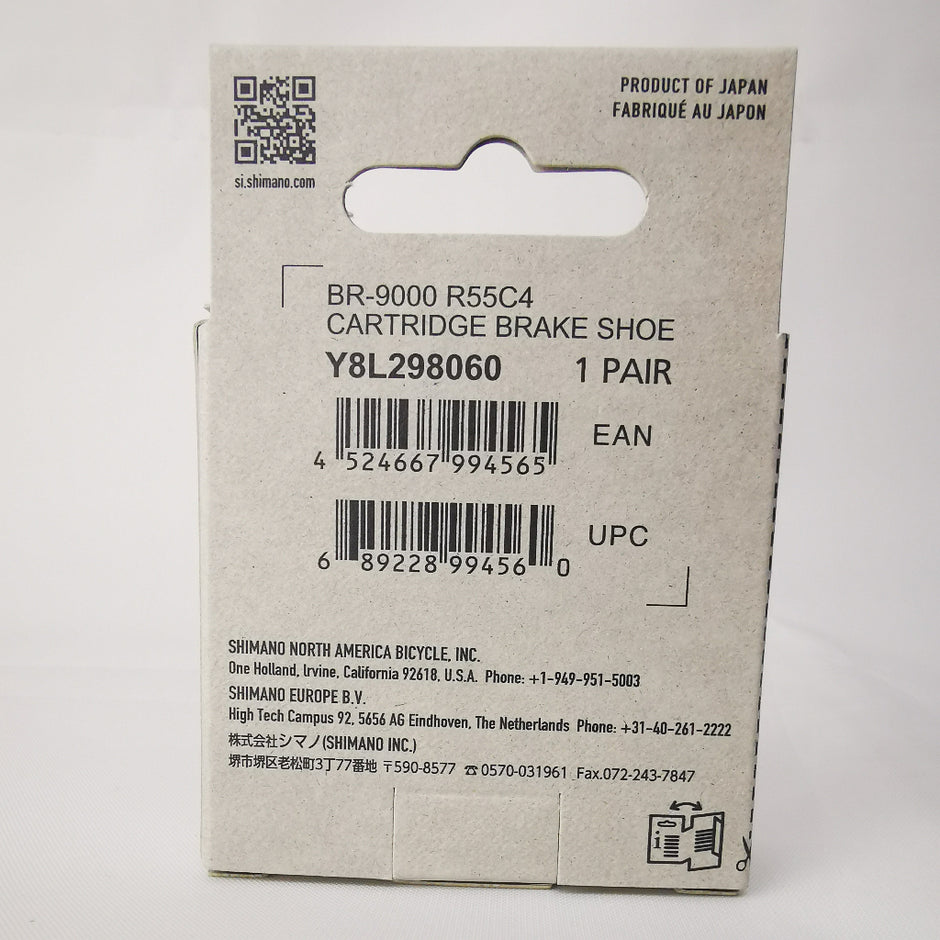 PRODUCT OF JAPAN
FABRIQUÉ AU JAPON
si.shimano.com
BR-9000 R55C4
CARTRIDGE BRAKE SHOE
Y8L298060 1 PAIR
EAN
4 524667 994565
UPC
6 89228 99456 0
SHIMANO NORTH AMERICA BICYCLE, INC.
One Holland, Irvine, California 92618, U.S.A. Phone: +1-949-951-5003
SHIMANO EUROPE B.V.
High Tech Campus 92, 5656 AG Eindhoven, The Netherlands Phone: +31-40-261-2222
株式会社シマノ(SHIMANO INC.)
堺市堺区老松町3丁77番地 〒590-8577 ☎0570-031961 Fax.072-243-7847
i